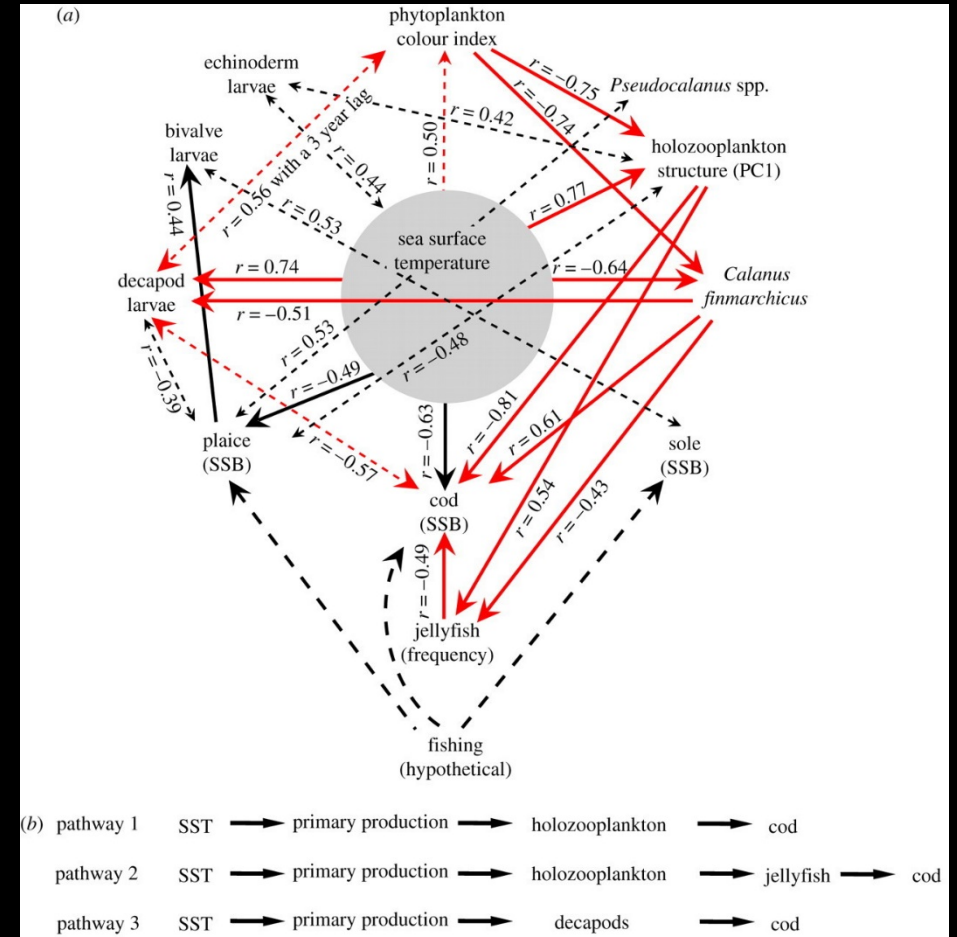 (a)
phytoplankton
colour index
echinoderm
larvae
r = −0.75
Pseudocalanus spp.
r = −0.74
r = 0.42
bivalve
larvae
r = 0.56 with a 3 year lag
r = 0.50
holozooplankton
structure (PC1)
r = 0.44
r = 0.44
r = 0.77
r = 0.53
sea surface
temperature
decapod
larvae
r = 0.74
r = −0.64
Calanus
finmarchicus
r = −0.51
r = 0.53
r = −0.48
r = −0.39
r = −0.49
r = −0.81
r = 0.61
plaice
(SSB)
r = −0.57
r = −0.63
sole
(SSB)
cod
(SSB)
r = 0.54
r = −0.43
r = −0.49
jellyfish
(frequency)
fishing
(hypothetical)
(b) pathway 1 SST primary production holozooplankton cod
pathway 2 SST primary production holozooplankton jellyfish cod
pathway 3 SST primary production decapods cod